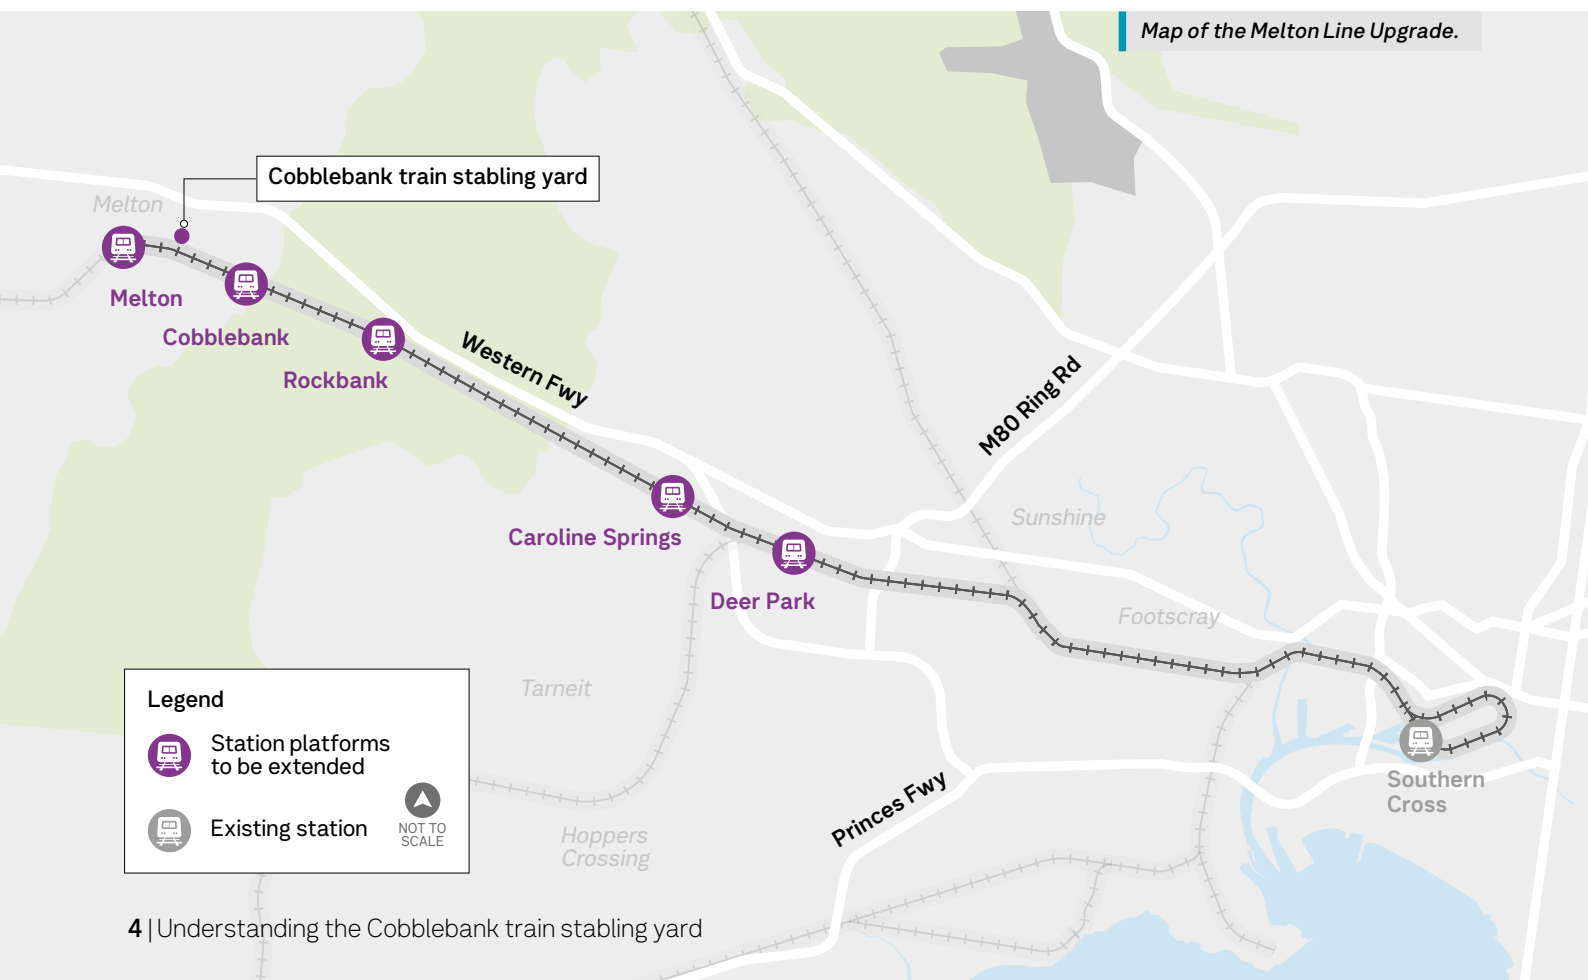 Map of the Melton Line Upgrade.
Cobblebank train stabling yard
Melton
Melton
Cobblebank
Rockbank
Western Fwy
M80 Ring Rd
Sunshine
Caroline Springs
Deer Park
Footscray
Tarneit
Legend
Station platforms
to be extended
Existing station
NOT TO
SCALE
Southern
Cross
Princes Fwy
Hoppers
Crossing
4 | Understanding the Cobblebank train stabling yard